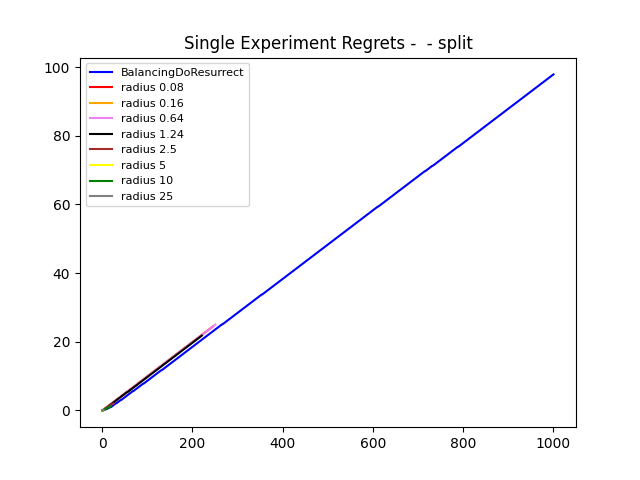 Single Experiment Regrets -  - split
100
80
60
40
20
0
BalancingDoResurrect
radius 0.08
radius 0.16
radius 0.64
radius 1.24
radius 2.5
radius 5
radius 10
radius 25
0 200 400 600 800 1000